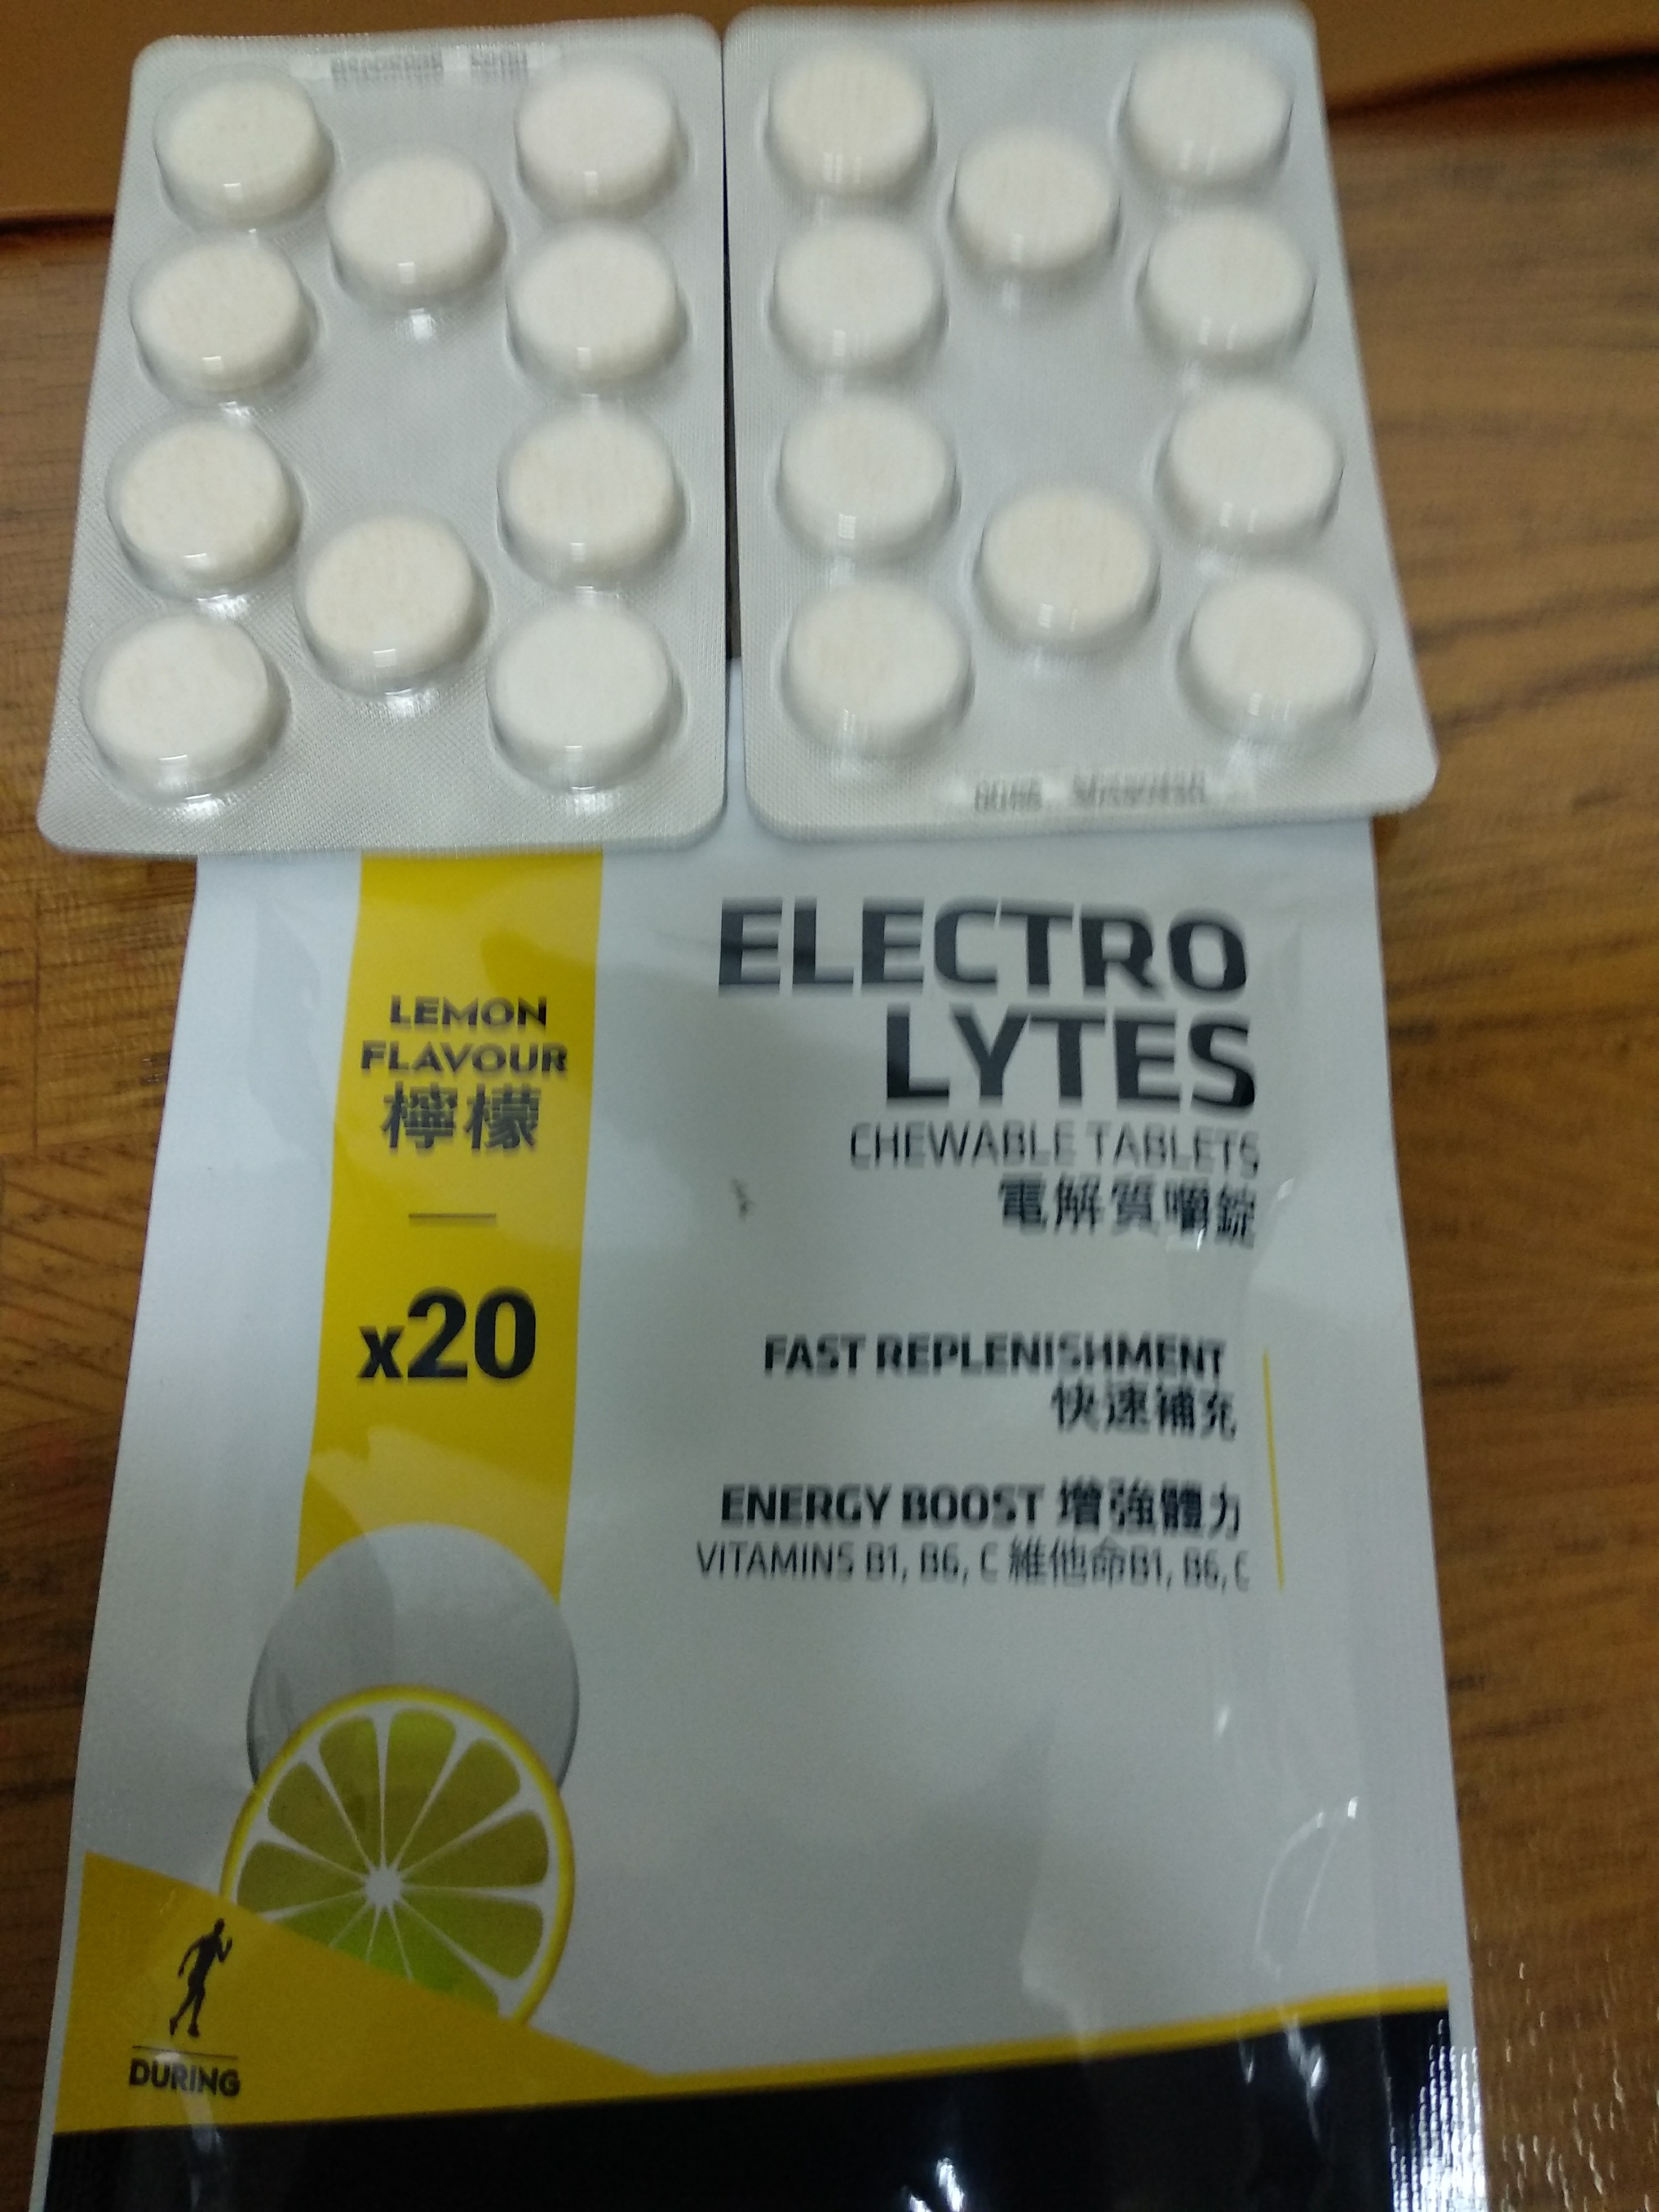 LEMON
FLAVOUR
檸檬
x20
ELECTRO
LYTES
CHEWABLE TABLETS
電解質嚼錠
FAST REPLENISHMENT
快速補充
ENERGY BOOST 增強體力
VITAMINS B1, B6, C 維他命B1, B6, C
DURING